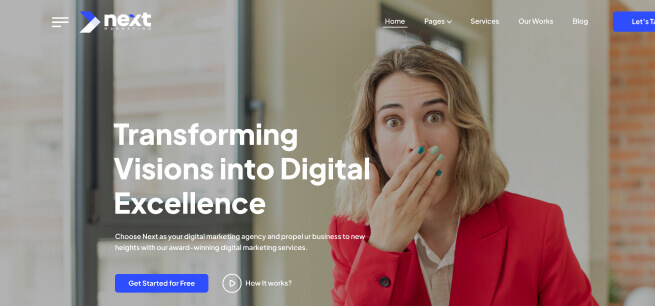 next
MARKETING
Home
Pages
Services
Our Works
Blog
Let's Ta
Transforming
Visions into Digital
Excellence
Choose Next as your digital marketing agency and propel ur business to new
heights with our award-winning digital marketing services.
Get Started for Free
How It works?